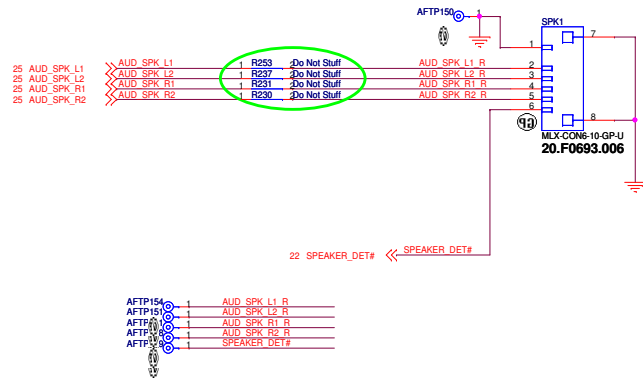 AFTP150 1
SPK1
7
1
25 AUD_SPK_L1 AUD_SPK_L1 1 R253 2 Do Not Stuff AUD_SPK_L1_R 2
25 AUD_SPK_L2 AUD_SPK_L2 1 R237 2 Do Not Stuff AUD_SPK_L2_R 3
25 AUD_SPK_R1 AUD_SPK_R1 1 R231 2 Do Not Stuff AUD_SPK_R1_R 4
25 AUD_SPK_R2 AUD_SPK_R2 1 R230 2 Do Not Stuff AUD_SPK_R2_R 5
6
8
MLX-CON6-10-GP-U
20.F0693.006
22 SPEAKER_DET# SPEAKER_DET#
AFTP154 1 AUD_SPK_L1_R
AFTP151 1 AUD_SPK_L2_R
1 AUD_SPK_R1_R
1 AUD_SPK_R2_R
1 SPEAKER_DET#